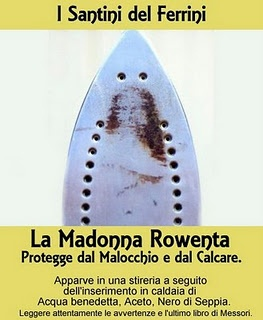 I Santini del Ferrini
La Madonna Rowenta
Protegge dal Malocchio e dal Calcare.
Apparve in una stireria a seguito
dell'inserimento in caldaia di
Acqua benedetta, Aceto, Nero di Seppia.
Leggere attentamente le avvertenze e l'ultimo libro di Messori.